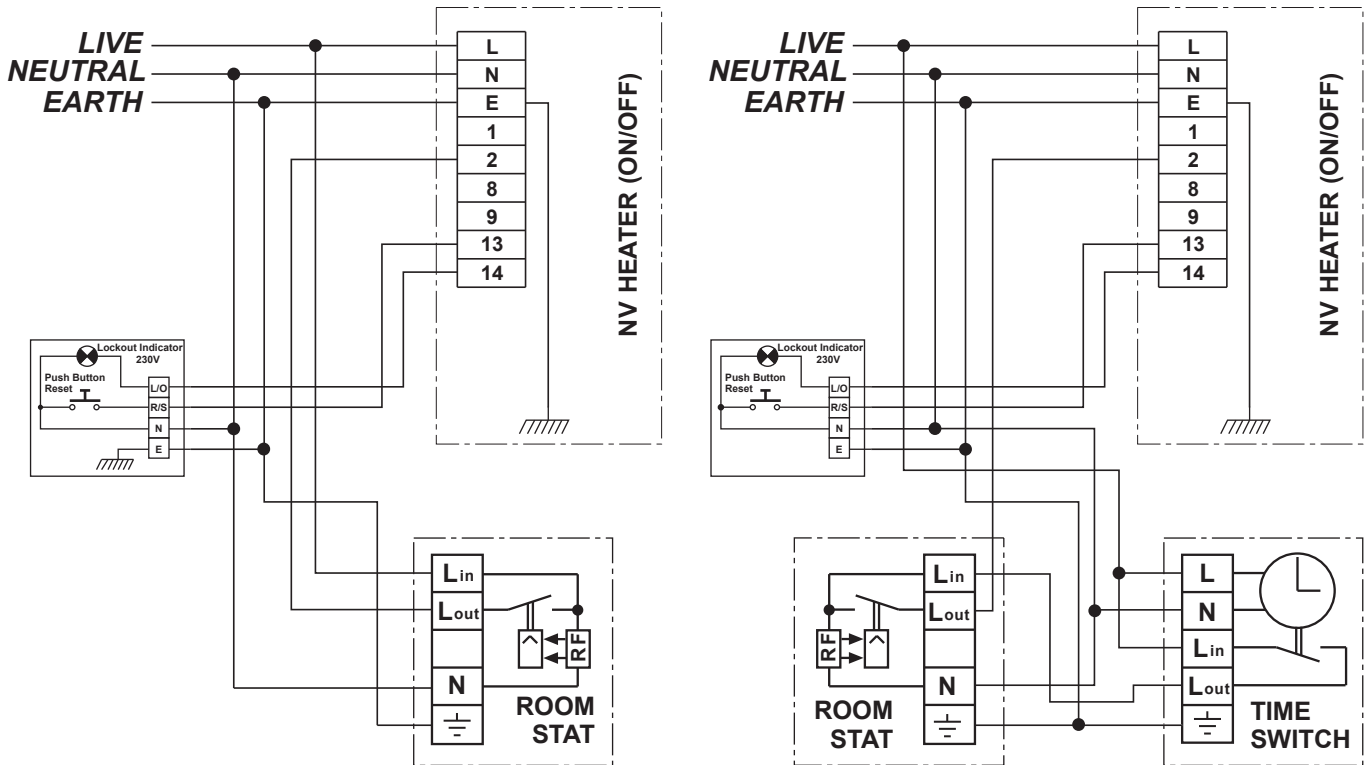 LIVE
NEUTRAL
EARTH
L
N
E
1
2
8
9
13
14
NV HEATER (ON/OFF)
Lockout Indicator
230V
Push Button
Reset
L/O
R/S
N
E
Lin
Lout
N
RF
ROOM
STAT
LIVE
NEUTRAL
EARTH
L
N
E
1
2
8
9
13
14
NV HEATER (ON/OFF)
Lockout Indicator
230V
Push Button
Reset
L/O
R/S
N
E
Lin
Lout
N
RF
ROOM
STAT
L
N
Lin
Lout
TIME
SWITCH